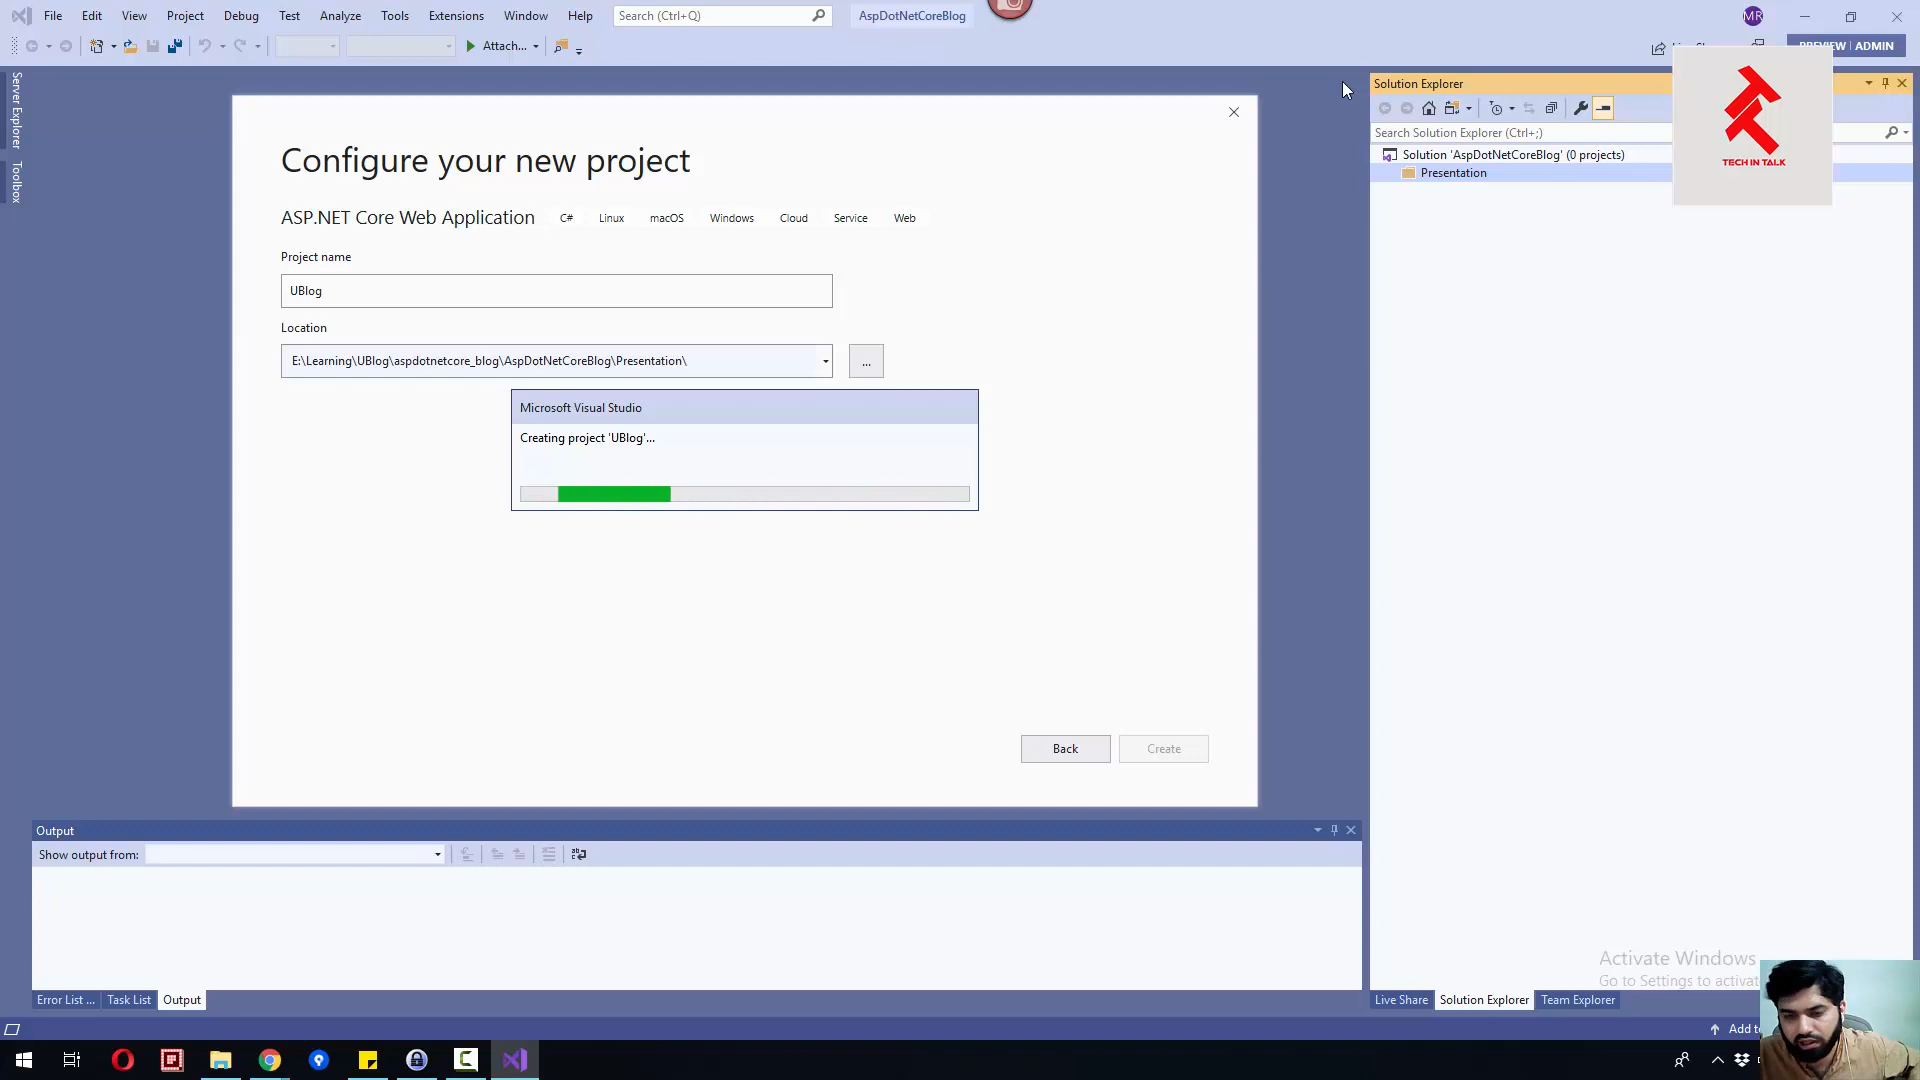 File Edit View Project Debug Test Analyze Tools Extensions Window Help Search (Ctrl+Q) AspDotNetCoreBlog MR
Attach... PREVIEW ADMIN
Server Explorer
Toolbox
Configure your new project
ASP.NET Core Web Application C# Linux macOS Windows Cloud Service Web
Project name
UBlog
Location
E:\Learning\UBlog\aspdotnetcore_blog\AspDotNetCoreBlog\Presentation\
...
Microsoft Visual Studio
Creating project 'UBlog'...
Back Create
Solution Explorer
Search Solution Explorer (Ctrl+;)
Solution 'AspDotNetCoreBlog' (0 projects)
Presentation
TECH IN TALK
Output
Show output from:
Error List ... Task List Output
Activate Windows
Go to Settings to activat
Live Share Solution Explorer Team Explorer
Add to